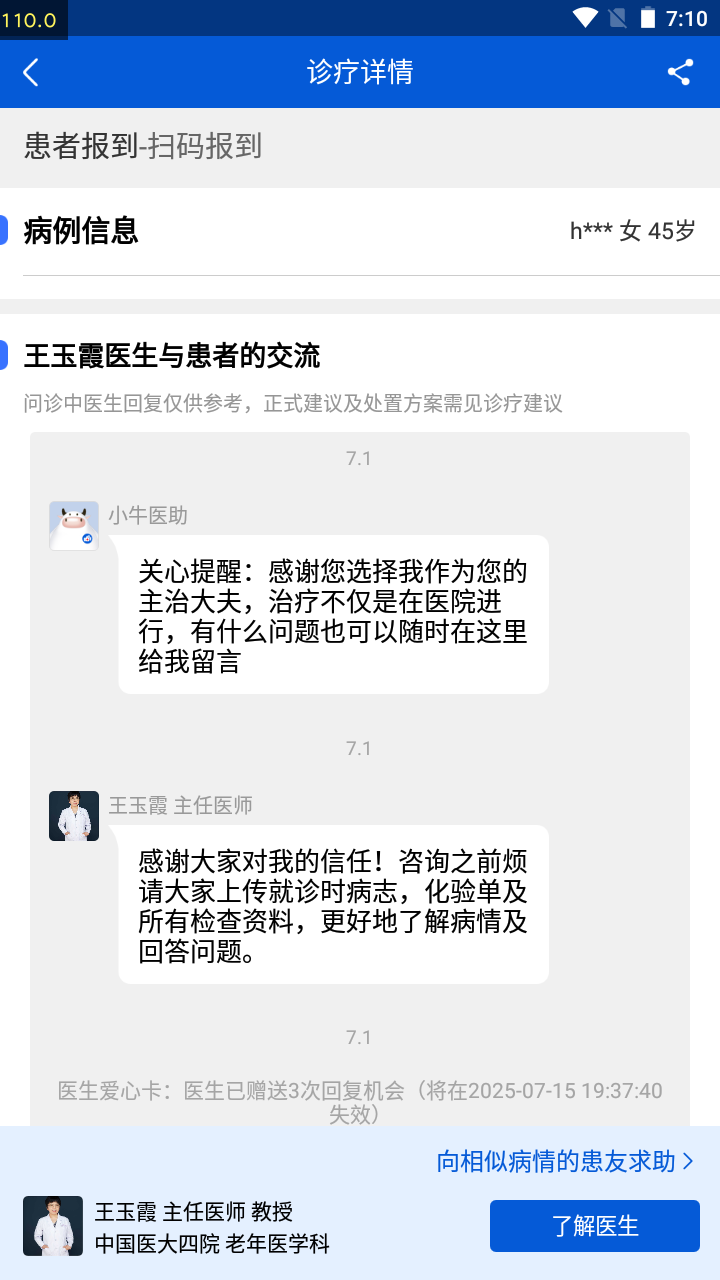 110.0
7:10
诊疗详情
患者报到-扫码报到
病例信息
h*** 女 45岁
王玉霞医生与患者的交流
问诊中医生回复仅供参考，正式建议及处置方案需见诊疗建议
7.1
小牛医助
关心提醒：感谢您选择我作为您的
主治大夫，治疗不仅是在医院进
行，有什么问题也可以随时在这里
给我留言
7.1
王玉霞 主任医师
感谢大家对我的信任！咨询之前烦
请大家上传就诊时病志，化验单及
所有检查资料，更好地了解病情及
回答问题。
7.1
医生爱心卡：医生已赠送3次回复机会（将在2025-07-15 19:37:40
失效）
向相似病情的患友求助
王玉霞 主任医师 教授
中国医大四院 老年医学科
了解医生